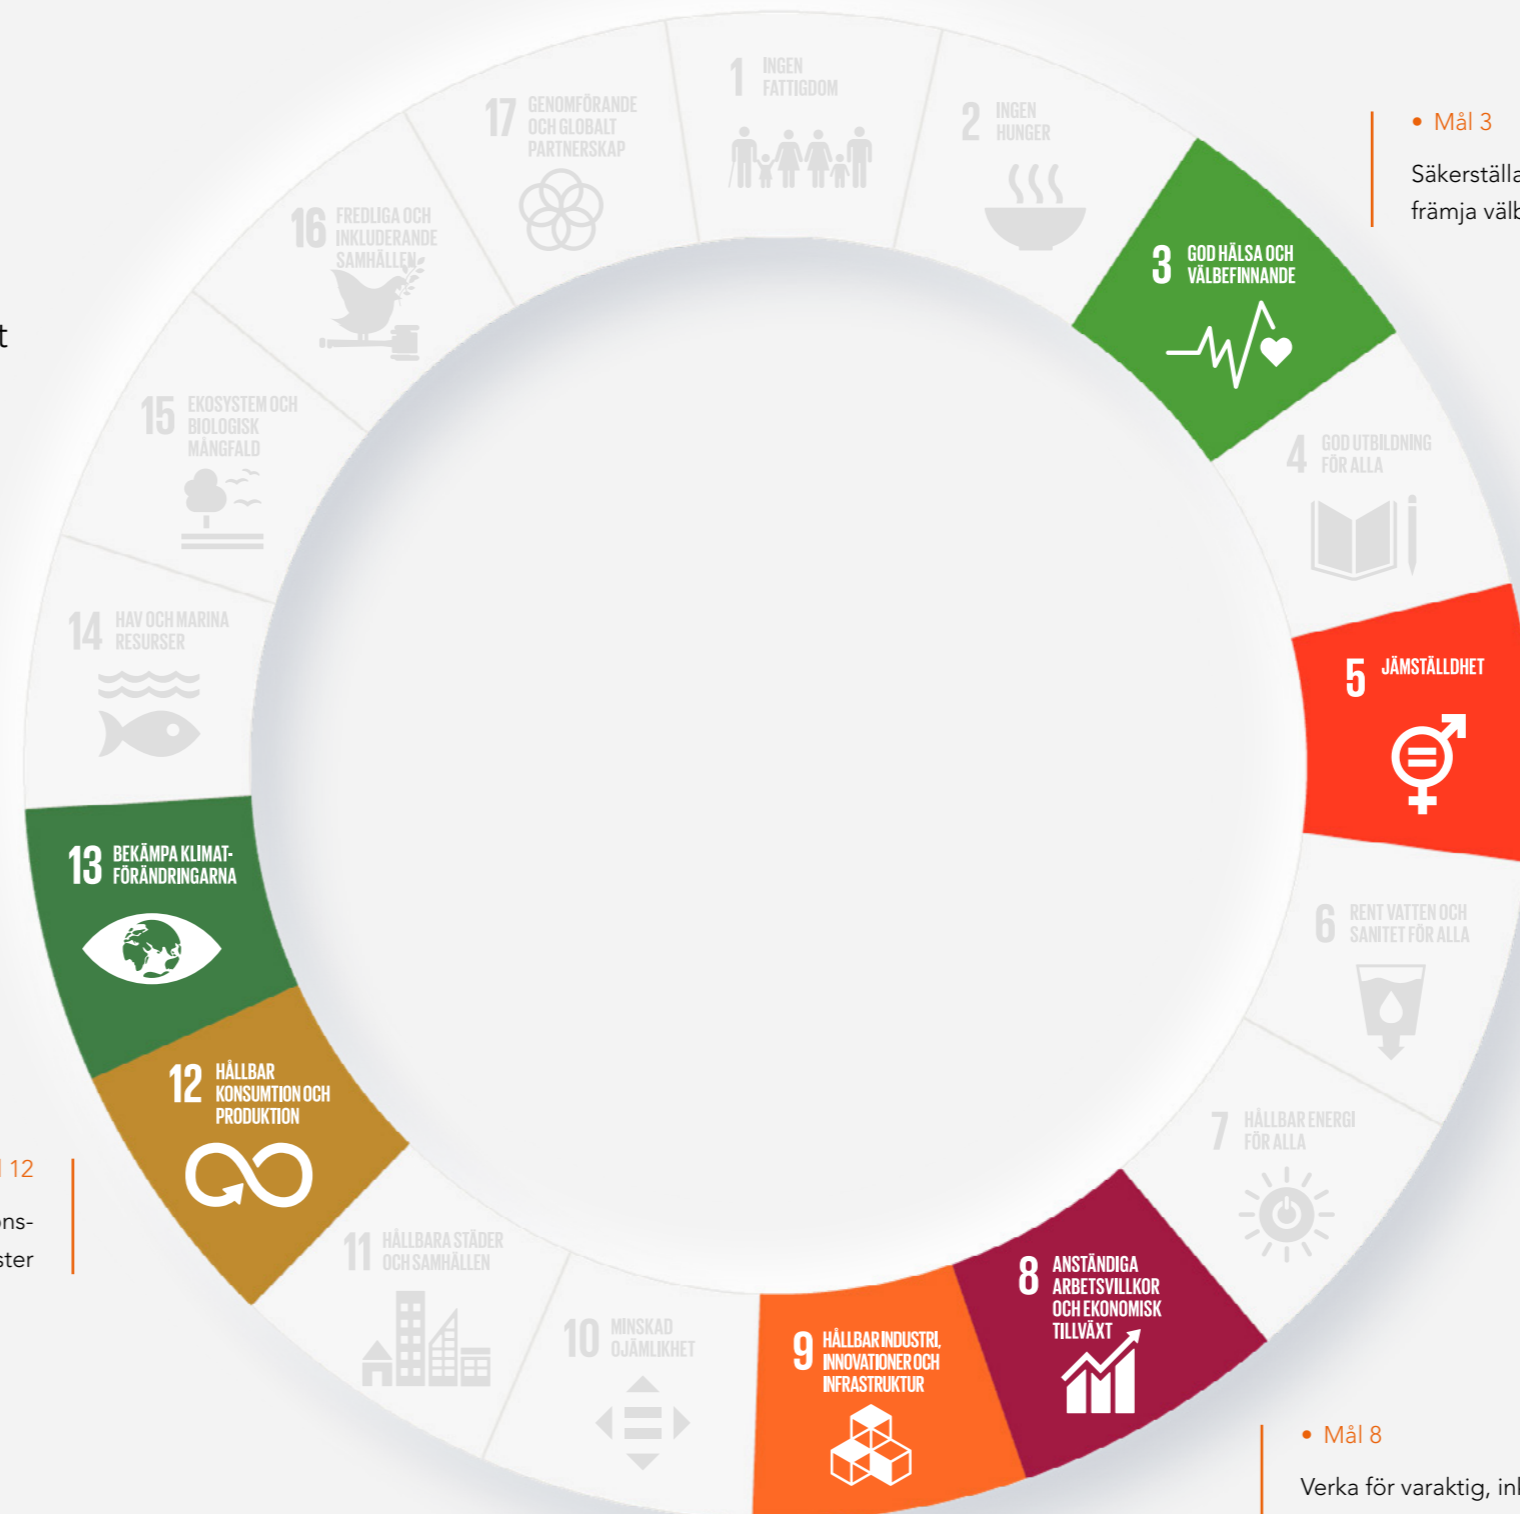 1 INGEN
FATTIGDOM
2 INGEN
HUNGER
3 GOD HÄLSA OCH
VÄLBEFINNANDE
4 GOD UTBILDNING
FÖR ALLA
5 JÄMSTÄLLDHET
6 RENT VATTEN OCH
SANITET FÖR ALLA
7 HÅLLBAR ENERGI
FÖR ALLA
8 ANSTÄNDIGA
ARBETSVILLKOR
OCH EKONOMISK
TILLVÄXT
9 HÅLLBAR INDUSTRI,
INNOVATIONER OCH
INFRASTRUKTUR
10 MINSKAD
OJÄMLIKHET
11 HÅLLBARA STÄDER
OCH SAMHÄLLEN
12 HÅLLBAR
KONSUMTION OCH
PRODUKTION
13 BEKÄMPA KLIMAT-
FÖRÄNDRINGARNA
14 HAV OCH MARINA
RESURSER
15 EKOSYSTEM OCH
BIOLOGISK
MÅNGFALD
16 FREDLIGA OCH
INKLUDERANDE
SAMHÄLLEN
17 GENOMFÖRANDE
OCH GLOBALT
PARTNERSKAP
• Mål 3
Säkerställa
främja
• Mål 8
Verka för varaktig,
12